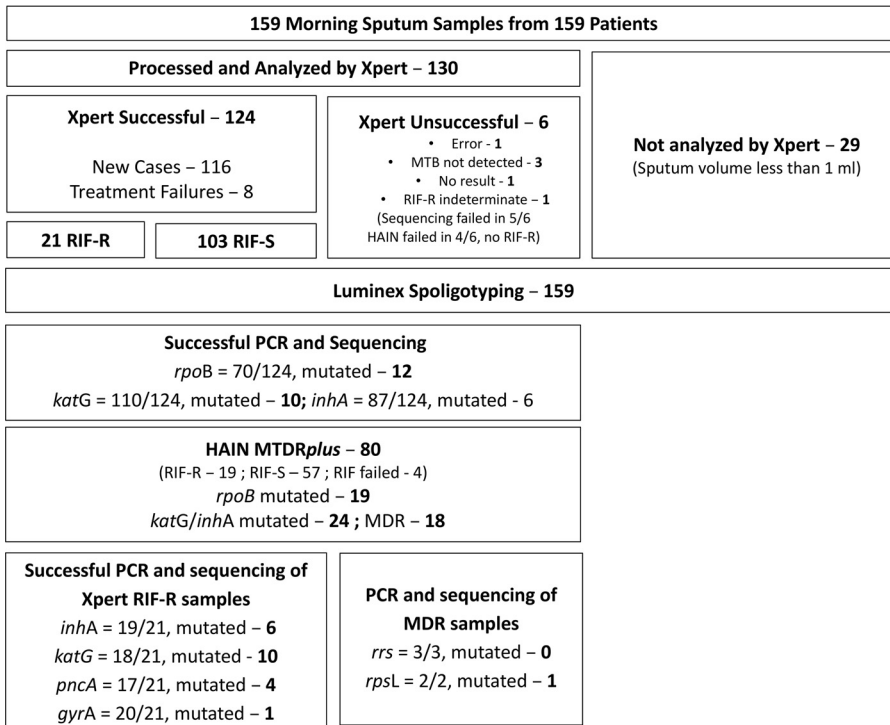 159 Morning Sputum Samples from 159 Patients
Processed and Analyzed by Xpert – 130
Xpert Successful – 124
New Cases – 116
Treatment Failures – 8
Xpert Unsuccessful – 6
• Error - 1
• MTB not detected - 3
• No result - 1
• RIF-R indeterminate – 1
(Sequencing failed in 5/6
HAIN failed in 4/6, no RIF-R)
Not analyzed by Xpert – 29
(Sputum volume less than 1 ml)
21 RIF-R
103 RIF-S
Luminex Spoligotyping – 159
Successful PCR and Sequencing
rpoB = 70/124, mutated – 12
katG = 110/124, mutated – 10; inhA = 87/124, mutated - 6
HAIN MTDRplus – 80
(RIF-R – 19 ; RIF-S – 57 ; RIF failed - 4)
rpoB mutated – 19
katG/inhA mutated – 24 ; MDR – 18
Successful PCR and sequencing of
Xpert RIF-R samples
inhA = 19/21, mutated – 6
katG = 18/21, mutated - 10
pncA = 17/21, mutated – 4
gyrA = 20/21, mutated – 1
PCR and sequencing of
MDR samples
rrs = 3/3, mutated – 0
rpsL = 2/2, mutated – 1